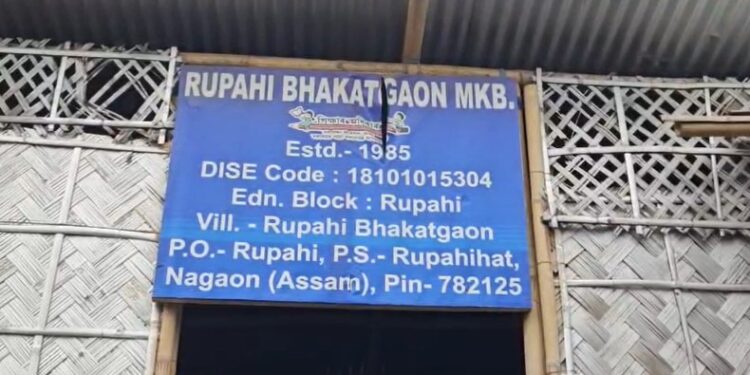 RUPAHI BHAKATGAON MKB.
Estd.- 1985
DISE Code : 18101015304
Edn. Block : Rupahi
Vill. - Rupahi Bhakatgaon
P.O.- Rupahi, P.S.- Rupahihat,
Nagaon (Assam), Pin- 782125